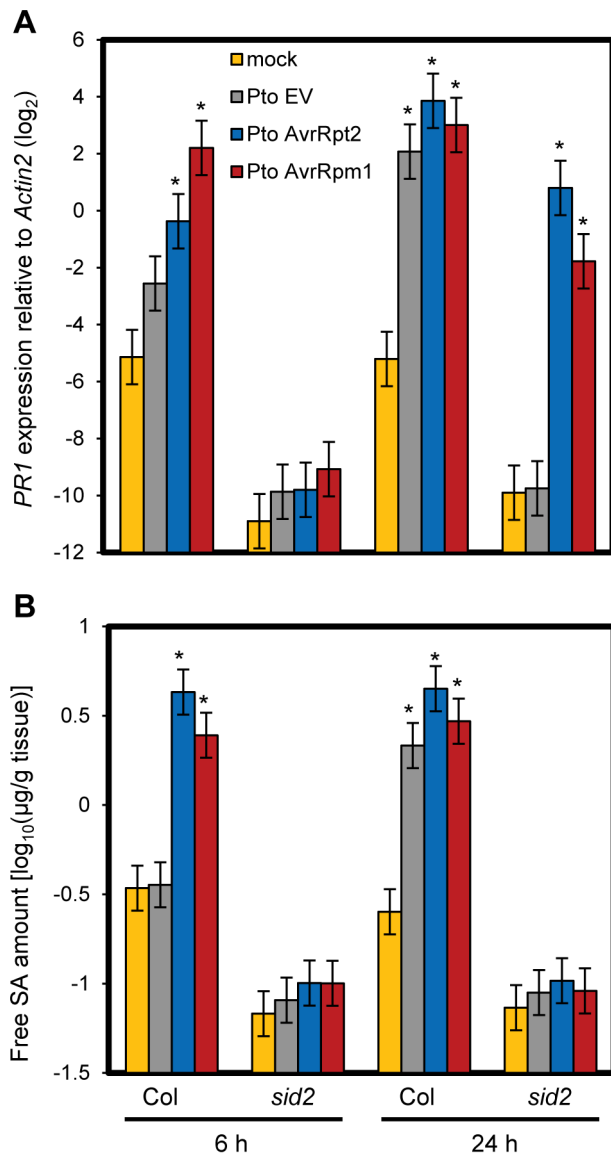 A
PR1 expression relative to Actin2 (log2)
6
4
2
0
-2
-4
-6
-8
-10
-12
mock
Pto EV
Pto AvrRpt2
Pto AvrRpm1
* * * * * * *
B
Free SA amount [log10(µg/g tissue)]
1
0.5
0
-0.5
-1
-1.5
* * * * *
Col sid2 Col sid2
6 h 24 h